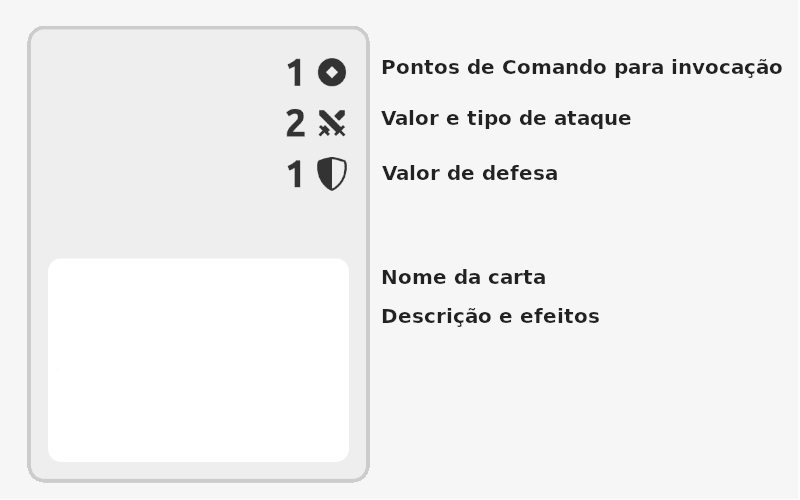 1 Pontos de Comando para invocação
2 Valor e tipo de ataque
1 Valor de defesa
Nome da carta
Descrição e efeitos